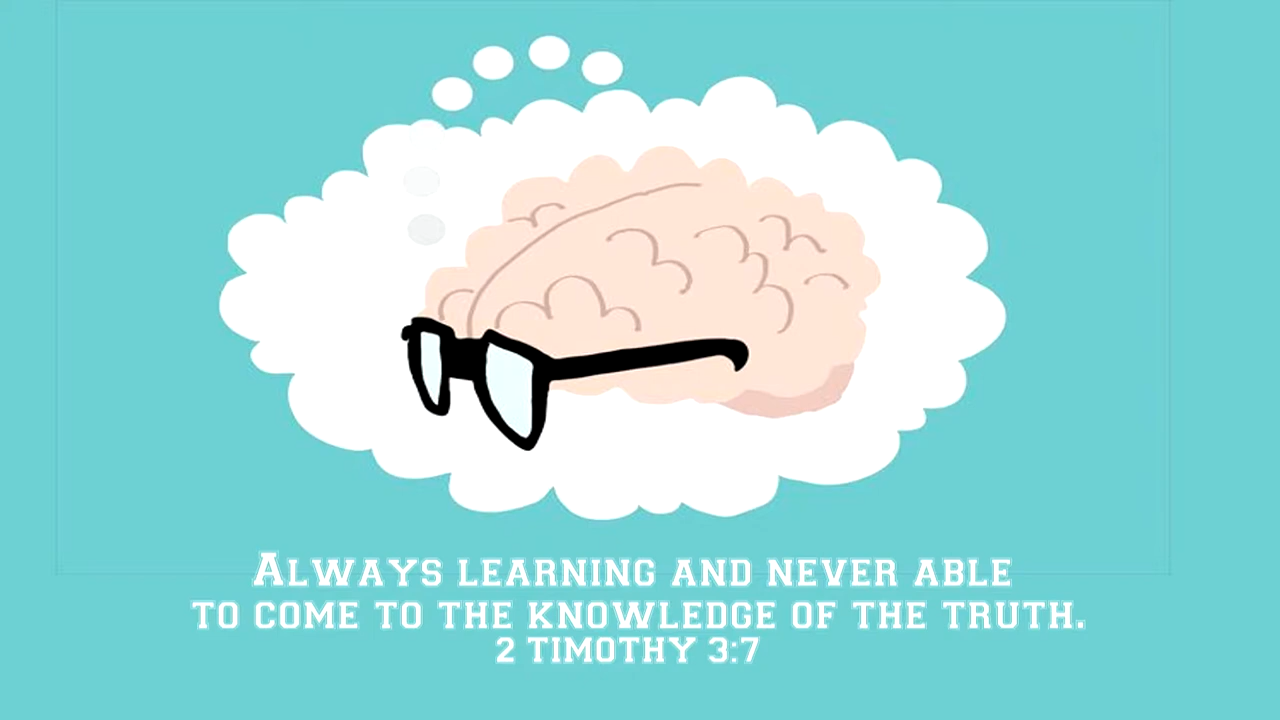 Always learning and never able
to come to the knowledge of the truth.
2 Timothy 3:7